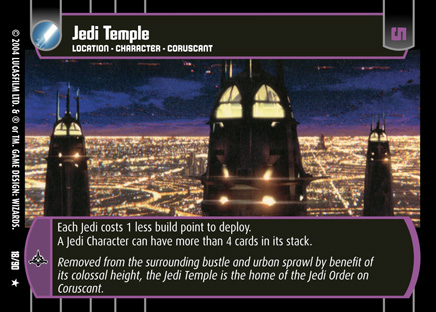 Jedi Temple
LOCATION • CHARACTER • CORUSCANT
5
Each Jedi costs 1 less build point to deploy.
A Jedi Character can have more than 4 cards in its stack.
Removed from the surrounding bustle and urban sprawl by benefit of
its colossal height, the Jedi Temple is the home of the Jedi Order on
Coruscant.
© 2004 LUCASFILM LTD. & ® or TM. GAME DESIGN: WIZARDS.
18/90 ★